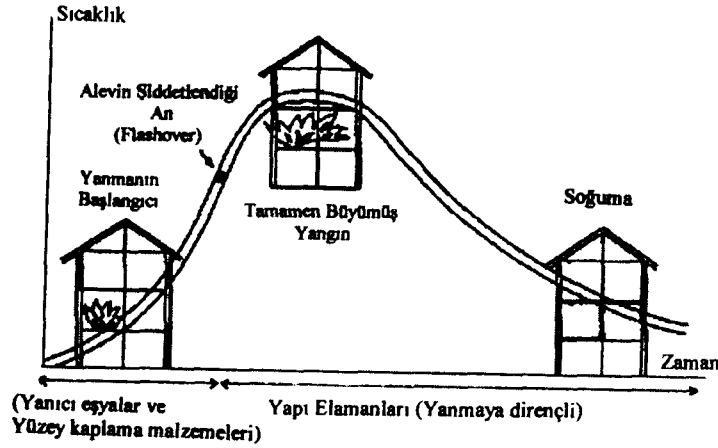 Sıcaklık
Alevin Şiddetlendiği
An
(Flashover)
Yanmanın
Başlangıcı
Tamamen Büyümüş
Yangın
Soğuma
Zaman
(Yanıcı eşyalar ve
Yüzey kaplama malzemeleri)
Yapı Elamanları (Yanmaya dirençli)